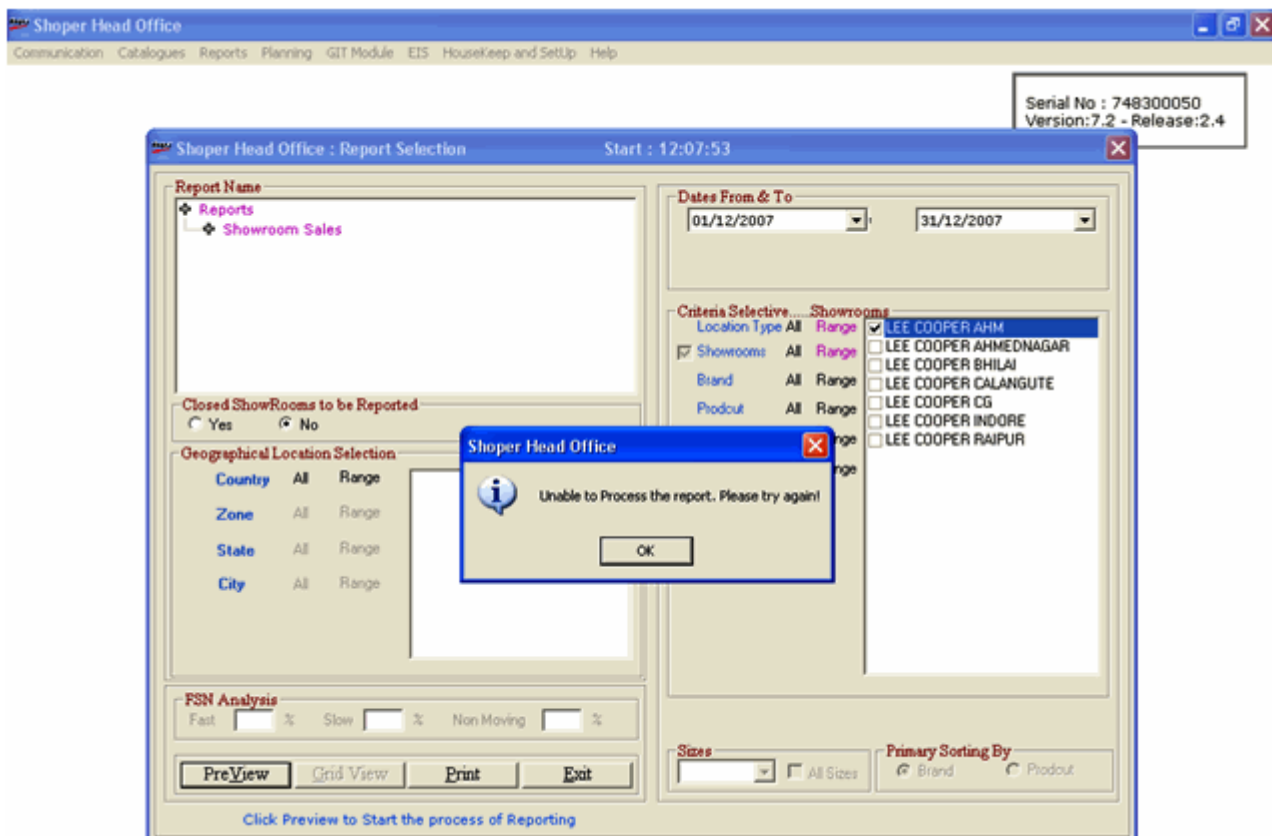 Shoper Head Office
Communication Catalogues Reports Planning GIT Module EIS HouseKeep and SetUp Help
Serial No : 748300050
Version:7.2 - Release:2.4
Shoper Head Office : Report Selection Start : 12:07:53
Report Name
Reports
Showroom Sales
Closed ShowRooms to be Reported
Yes No
Geographical Location Selection
Country All Range
Zone All Range
State All Range
City All Range
FSN Analysis
Fast % Slow % Non Moving %
PreView Grid View Print Exit
Click Preview to Start the process of Reporting
Dates From & To
01/12/2007 31/12/2007
Criteria Selective.....Showrooms
Location Type All Range
Showrooms All Range
Brand All Range
Prodcut All Range
nge
nge
LEE COOPER AHM
LEE COOPER AHMEDNAGAR
LEE COOPER BHILAI
LEE COOPER CALANGUTE
LEE COOPER CG
LEE COOPER INDORE
LEE COOPER RAIPUR
Shoper Head Office
Unable to Process the report. Please try again!
OK
Sizes
All Sizes
Primary Sorting By
Brand Prodcut